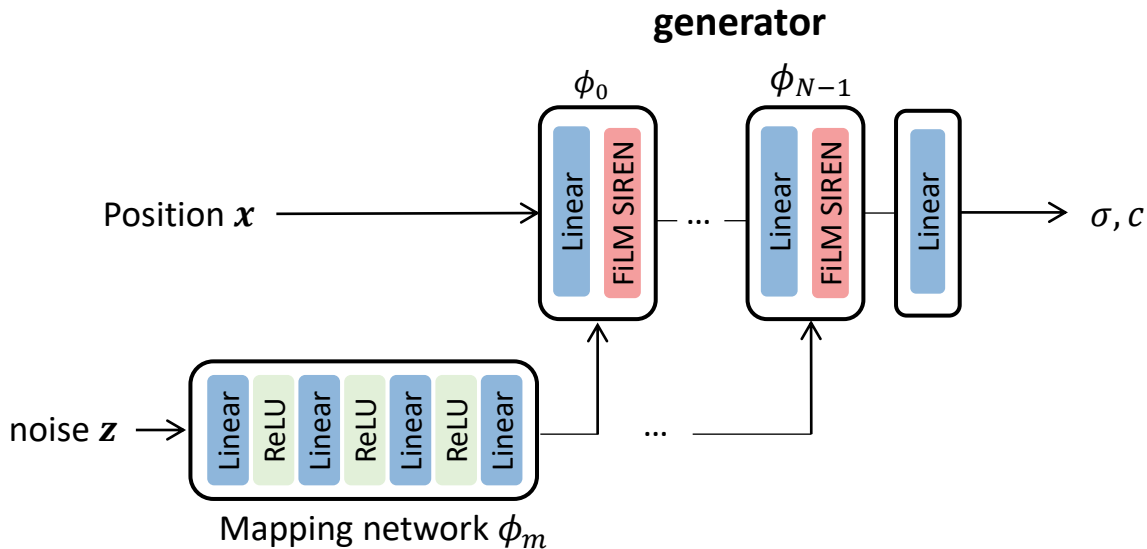 generator
ϕ₀
ϕ_{N−1}
Linear
FiLM SIREN
...
Linear
FiLM SIREN
Linear
Position x
σ, c
noise z
Linear
ReLU
Linear
ReLU
Linear
ReLU
Linear
...
Mapping network ϕₘ